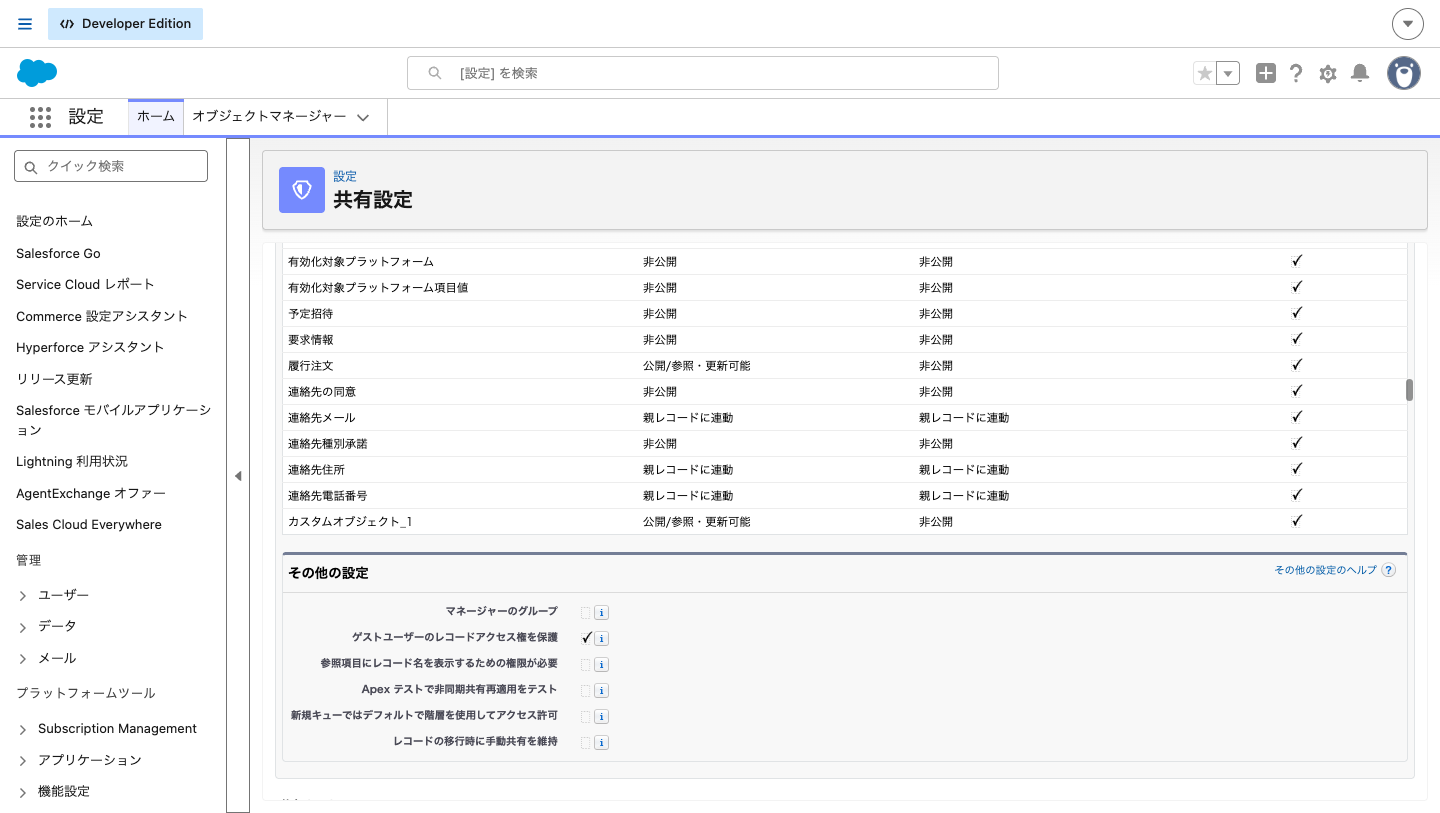 Developer Edition
[設定] を検索
設定
ホーム
オブジェクトマネージャー
クイック検索
設定のホーム
Salesforce Go
Service Cloud レポート
Commerce 設定アシスタント
Hyperforce アシスタント
リリース更新
Salesforce モバイルアプリケーシ
ョン
Lightning 利用状況
AgentExchange オファー
Sales Cloud Everywhere
管理
ユーザー
データ
メール
プラットフォームツール
Subscription Management
アプリケーション
機能設定
設定
共有設定
有効化対象プラットフォーム 非公開 非公開
有効化対象プラットフォーム項目値 非公開 非公開
予定招待 非公開 非公開
要求情報 非公開 非公開
履行注文 公開/参照・更新可能 非公開
連絡先の同意 非公開 非公開
連絡先メール 親レコードに連動 親レコードに連動
連絡先種別承諾 非公開 非公開
連絡先住所 親レコードに連動 親レコードに連動
連絡先電話番号 親レコードに連動 親レコードに連動
カスタムオブジェクト_1 公開/参照・更新可能 非公開
その他の設定
その他の設定のヘルプ ?
マネージャーのグループ i
ゲストユーザーのレコードアクセス権を保護 i
参照項目にレコード名を表示するための権限が必要 i
Apex テストで非同期共有再適用をテスト i
新規キューではデフォルトで階層を使用してアクセス許可 i
レコードの移行時に手動共有を維持 i